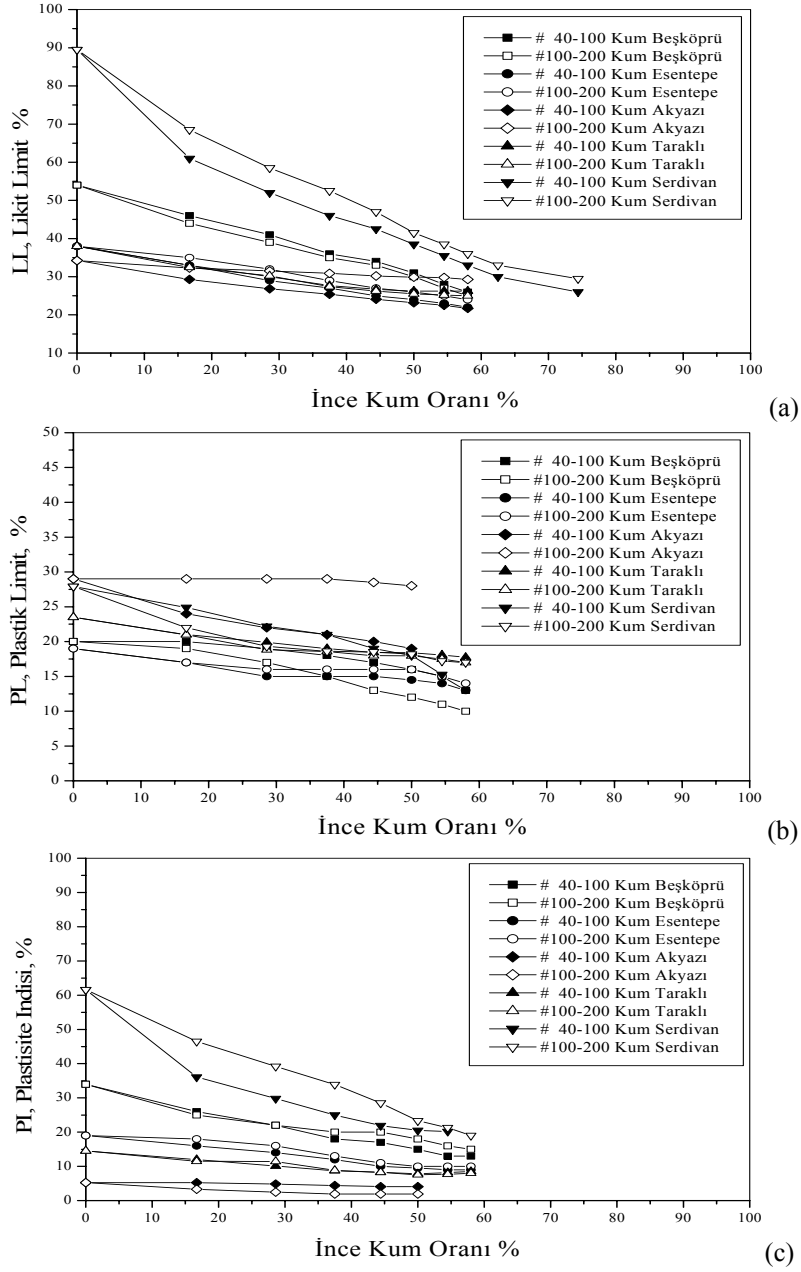 100
90
80
70
60
50
40
30
20
10
LL, Likit Limit %
# 40-100 Kum Beşköprü
#100-200 Kum Beşköprü
# 40-100 Kum Esentepe
#100-200 Kum Esentepe
# 40-100 Kum Akyazı
#100-200 Kum Akyazı
# 40-100 Kum Taraklı
#100-200 Kum Taraklı
# 40-100 Kum Serdivan
#100-200 Kum Serdivan
0 10 20 30 40 50 60 70 80 90 100
İnce Kum Oranı %
(a)
50
45
40
35
30
25
20
15
10
5
0
PL, Plastik Limit, %
# 40-100 Kum Beşköprü
#100-200 Kum Beşköprü
# 40-100 Kum Esentepe
#100-200 Kum Esentepe
# 40-100 Kum Akyazı
#100-200 Kum Akyazı
# 40-100 Kum Taraklı
#100-200 Kum Taraklı
# 40-100 Kum Serdivan
#100-200 Kum Serdivan
0 10 20 30 40 50 60 70 80 90 100
İnce Kum Oranı %
(b)
100
90
80
70
60
50
40
30
20
10
0
PI, Plastisite Indisi, %
# 40-100 Kum Beşköprü
#100-200 Kum Beşköprü
# 40-100 Kum Esentepe
#100-200 Kum Esentepe
# 40-100 Kum Akyazı
#100-200 Kum Akyazı
# 40-100 Kum Taraklı
#100-200 Kum Taraklı
# 40-100 Kum Serdivan
#100-200 Kum Serdivan
0 10 20 30 40 50 60 70 80 90 100
İnce Kum Oranı %
(c)